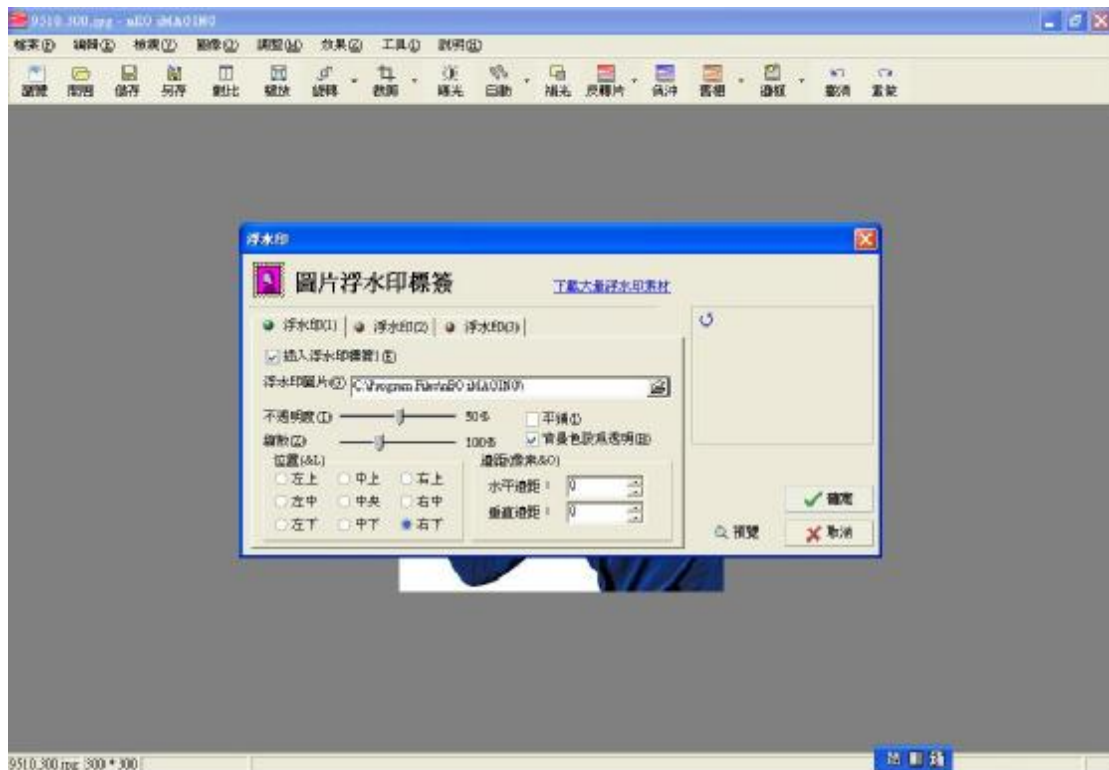 9510.300.jpg - nEO iMAGING
檔案(F) 編輯(E) 檢視(V) 圖像(I) 調整(M) 效果(G) 工具(T) 說明(H)
瀏覽 開啟 儲存 另存 對比 縮放 旋轉 裁剪 曝光 自動 補光 反轉片 負沖 舊相 邊框 撤消 重做
浮水印
圖片浮水印標簽
下載大量浮水印素材
浮水印(1) 浮水印(2) 浮水印(3)
插入浮水印標簽1(E)
浮水印圖片(2) C:\Program Files\nEO iMAGING\
不透明度(T) 50% 平鋪(I)
縮放(Z) 100% 背景色設爲透明(B)
位置(&L) 邊距(像素&O)
左上 中上 右上 水平邊距：0
左中 中央 右中 垂直邊距：0
左下 中下 右下
預覽
確定
取消
9510.300.jpg 300 * 300